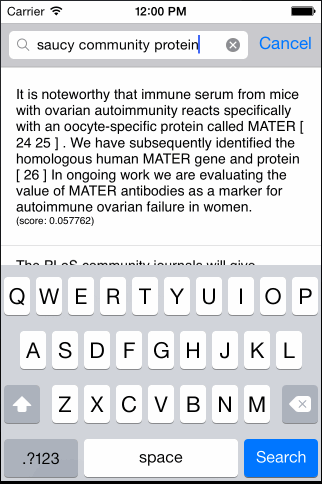 Carrier 12:00 PM
saucy community protein Cancel
It is noteworthy that immune serum from mice
with ovarian autoimmunity reacts specifically
with an oocyte-specific protein called MATER [
24 25 ] . We have subsequently identified the
homologous human MATER gene and protein
[ 26 ] In ongoing work we are evaluating the
value of MATER antibodies as a marker for
autoimmune ovarian failure in women.
(score: 0.057762)
The PLoS community journals will give
Q W E R T Y U I O P
A S D F G H J K L
Z X C V B N M
.?123 space Search